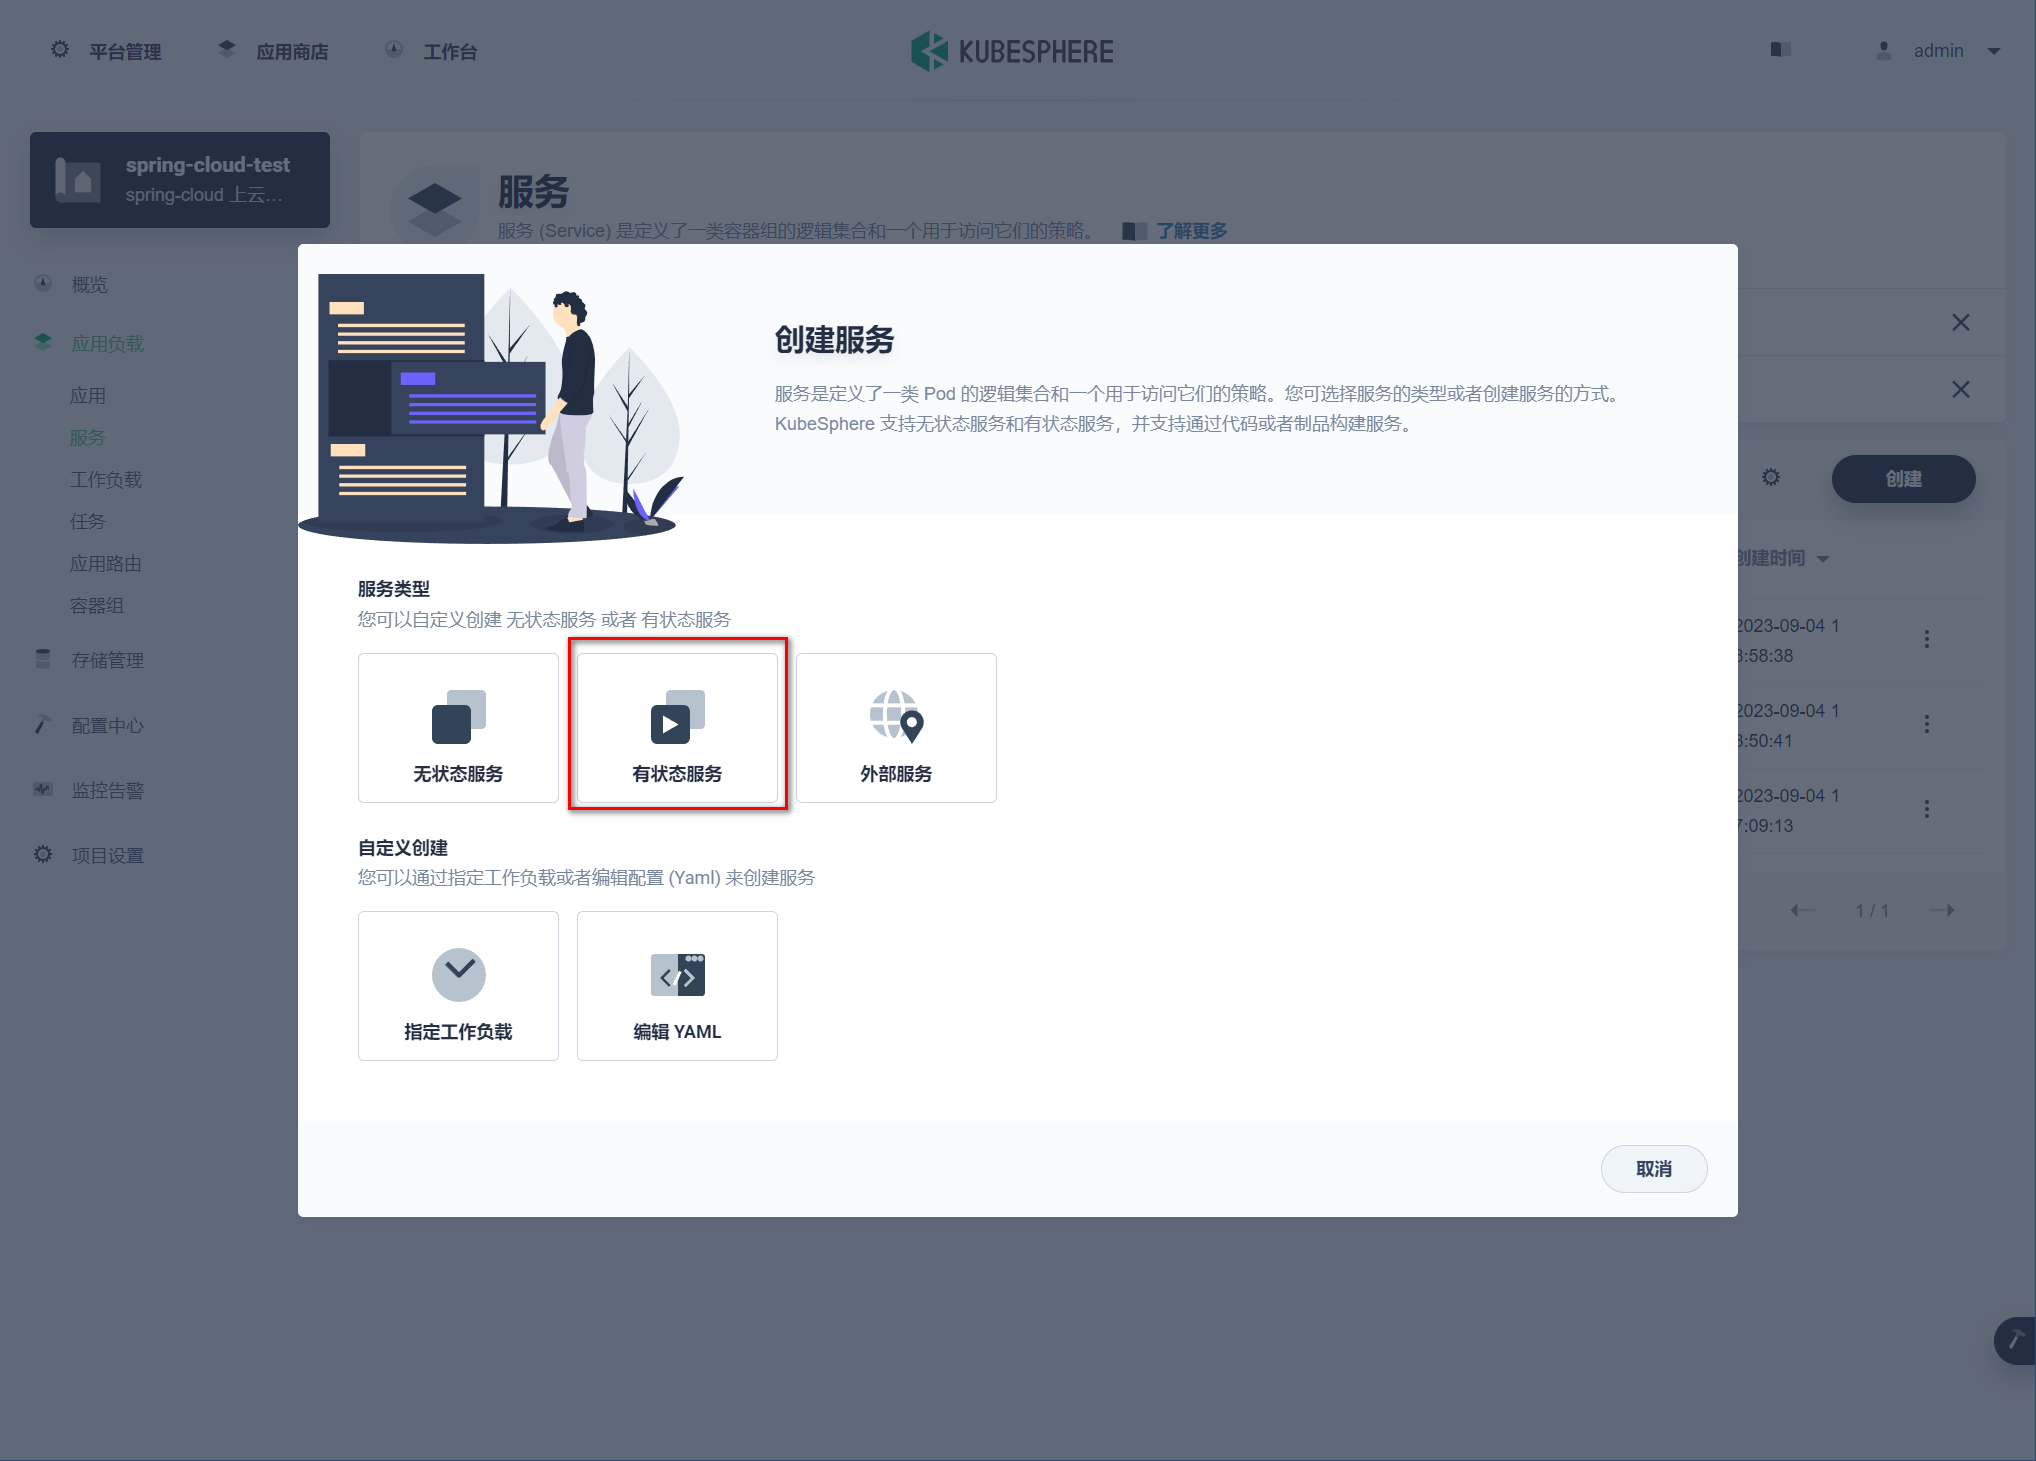 平台管理
应用商店
工作台
KUBESPHERE
admin
spring-cloud-test
spring-cloud 上云...
服务
服务 (Service) 是定义了一类容器组的逻辑集合和一个用于访问它们的策略。
了解更多
概览
应用负载
应用
服务
工作负载
任务
应用路由
容器组
存储管理
配置中心
监控告警
项目设置
创建服务
服务是定义了一类 Pod 的逻辑集合和一个用于访问它们的策略。您可选择服务的类型或者创建服务的方式。
KubeSphere 支持无状态服务和有状态服务，并支持通过代码或者制品构建服务。
服务类型
您可以自定义创建 无状态服务 或者 有状态服务
无状态服务
有状态服务
外部服务
自定义创建
您可以通过指定工作负载或者编辑配置 (Yaml) 来创建服务
指定工作负载
编辑 YAML
取消
创建
创建时间
2023-09-04 1
8:58:38
2023-09-04 1
8:50:41
2023-09-04 1
7:09:13
1 / 1